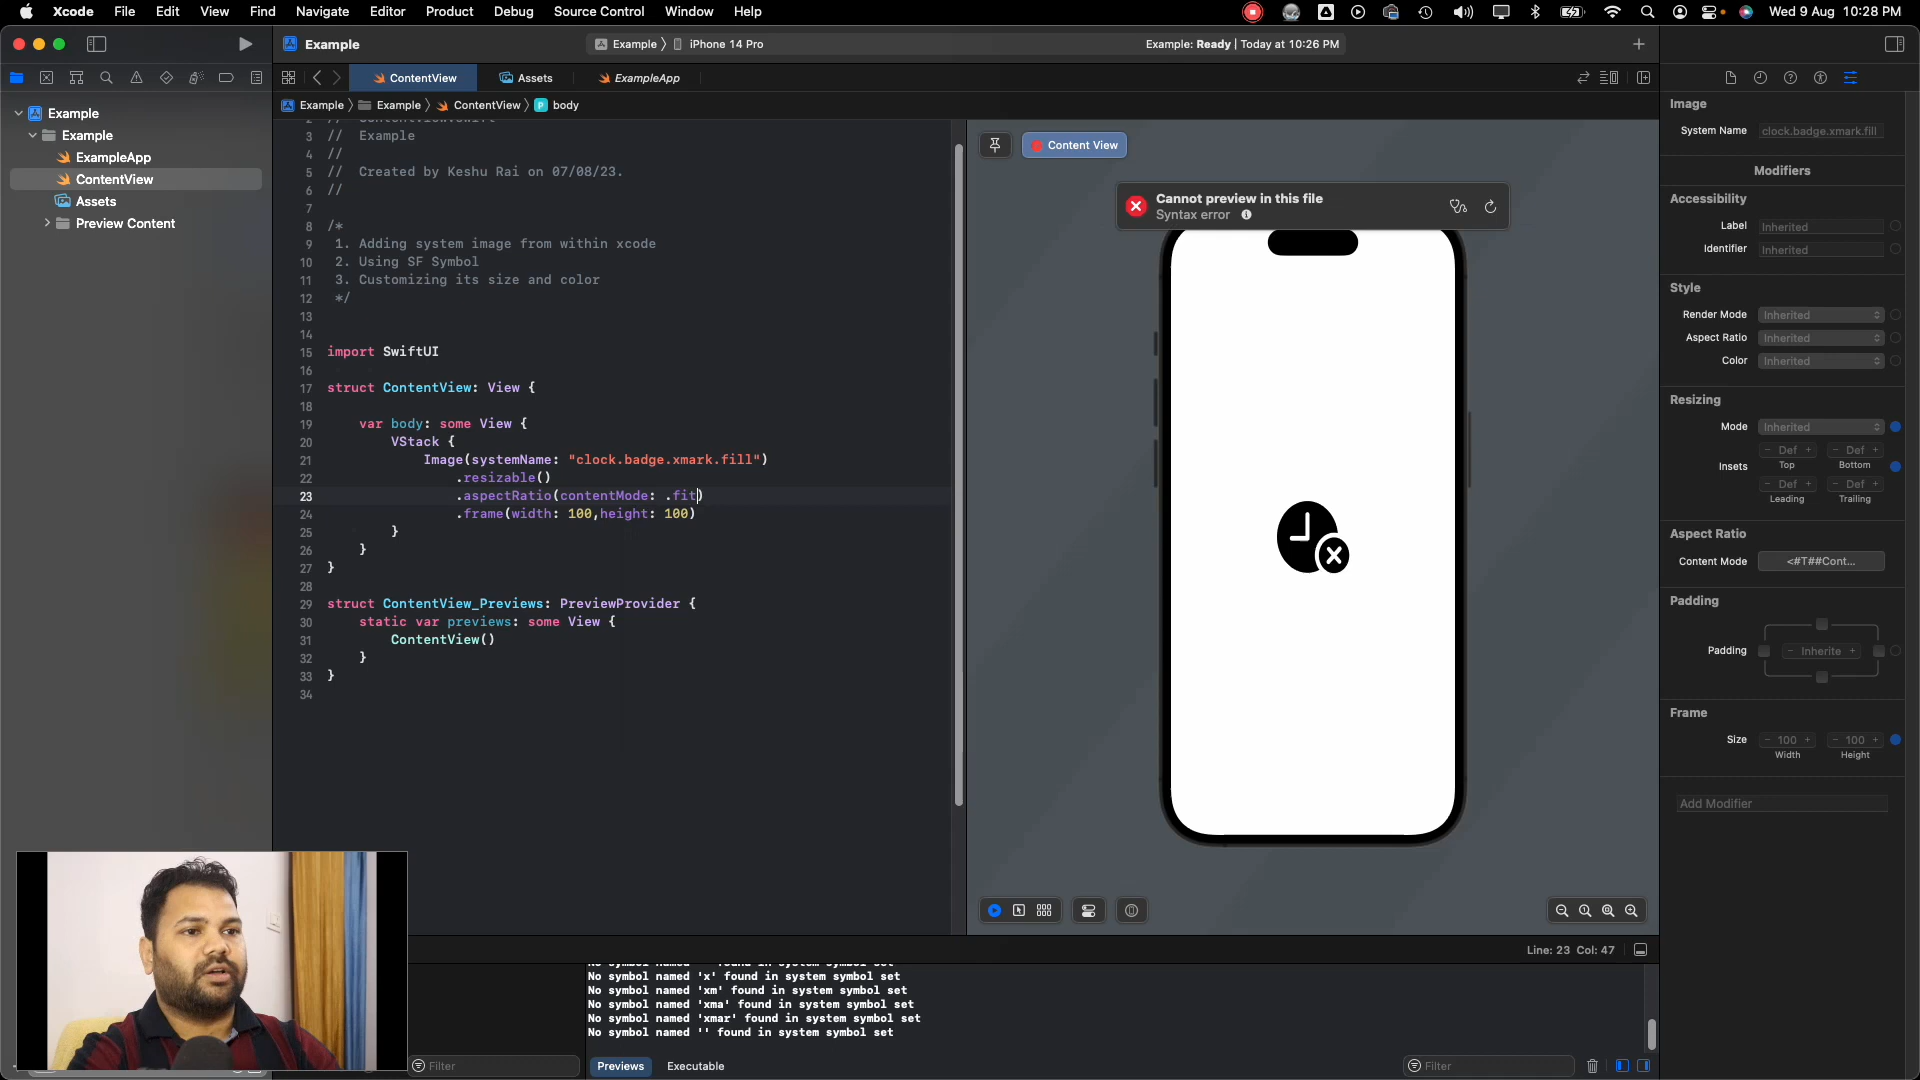 Xcode File Edit View Find Navigate Editor Product Debug Source Control Window Help Wed 9 Aug 10:28 PM
Example Example iPhone 14 Pro Example: Ready | Today at 10:26 PM
ContentView Assets ExampleApp
Example Example ContentView body
Example
Example
ExampleApp
ContentView
Assets
Preview Content
3 // Example
4 //
5 // Created by Keshu Rai on 07/08/23.
6 //
7
8 /*
9 1. Adding system image from within xcode
10 2. Using SF Symbol
11 3. Customizing its size and color
12 */
13
14
15 import SwiftUI
16
17 struct ContentView: View {
18
19 var body: some View {
20 VStack {
21 Image(systemName: "clock.badge.xmark.fill")
22 .resizable()
23 .aspectRatio(contentMode: .fit)
24 .frame(width: 100,height: 100)
25 }
26 }
27 }
28
29 struct ContentView_Previews: PreviewProvider {
30 static var previews: some View {
31 ContentView()
32 }
33 }
34
Content View
Cannot preview in this file
Syntax error
Image
System Name clock.badge.xmark.fill
Modifiers
Accessibility
Label Inherited
Identifier Inherited
Style
Render Mode Inherited
Aspect Ratio Inherited
Color Inherited
Resizing
Mode Inherited
Insets
− Def + − Def +
Top Bottom
− Def + − Def +
Leading Trailing
Aspect Ratio
Content Mode <#T##Cont...
Padding
Padding − Inherite +
Frame
Size − 100 + − 100 +
Width Height
Add Modifier
Line: 23 Col: 47
No symbol named 'x' found in system symbol set
No symbol named 'xm' found in system symbol set
No symbol named 'xma' found in system symbol set
No symbol named 'xmar' found in system symbol set
No symbol named '' found in system symbol set
Filter Previews Executable Filter